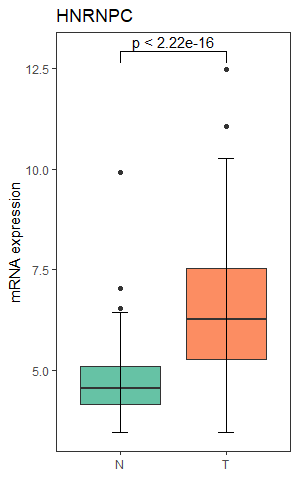 HNRNPC
p < 2.22e-16
12.5
10.0
7.5
5.0
mRNA expression
N T